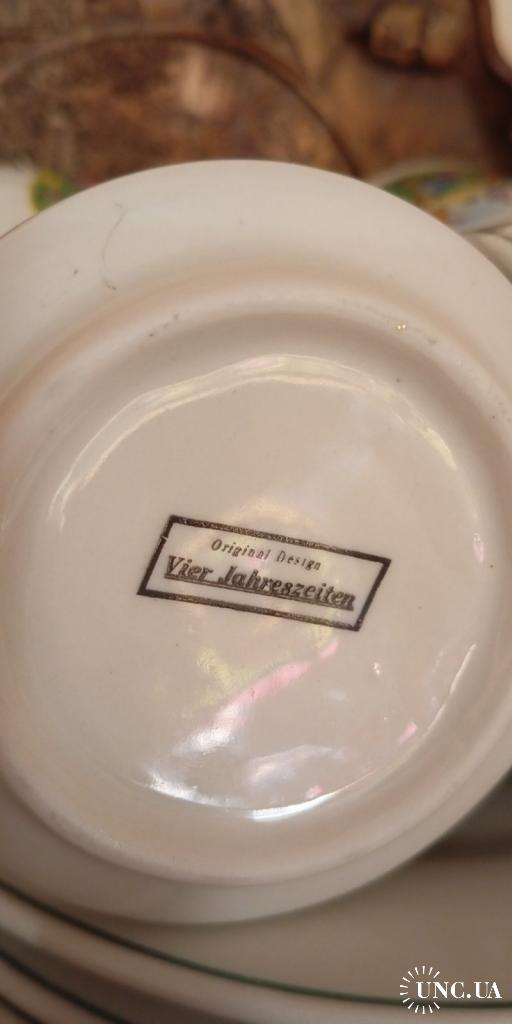 Original Design
Vier Jahreszeiten
UNC.UA